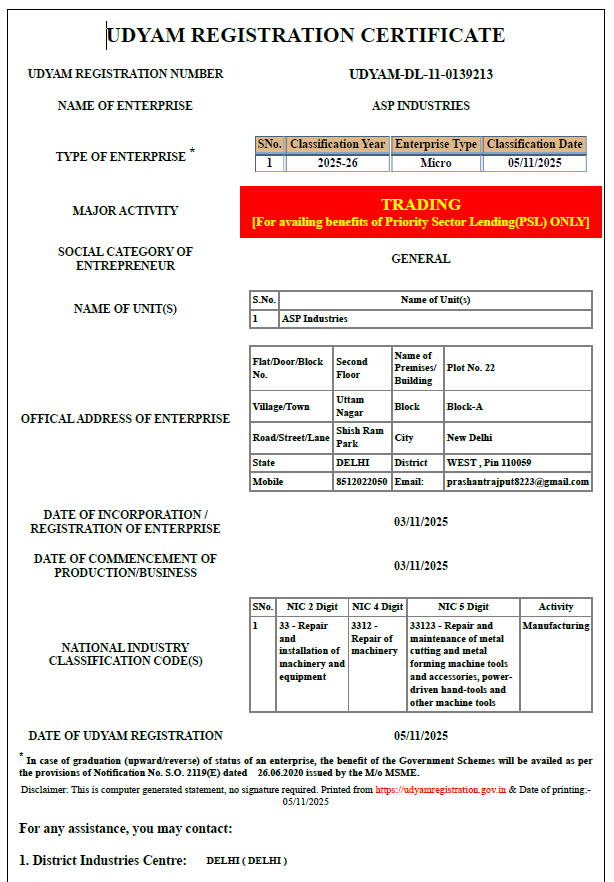 UDYAM REGISTRATION CERTIFICATE
UDYAM REGISTRATION NUMBER UDYAM-DL-11-0139213
NAME OF ENTERPRISE ASP INDUSTRIES
TYPE OF ENTERPRISE *
SNo. Classification Year Enterprise Type Classification Date
1 2025-26 Micro 05/11/2025
MAJOR ACTIVITY
TRADING
[For availing benefits of Priority Sector Lending(PSL) ONLY]
SOCIAL CATEGORY OF
ENTREPRENEUR
GENERAL
NAME OF UNIT(S)
S.No. Name of Unit(s)
1 ASP Industries
OFFICAL ADDRESS OF ENTERPRISE
Flat/Door/Block
No.
Second
Floor
Name of
Premises/
Building
Plot No. 22
Village/Town
Uttam
Nagar
Block
Block-A
Road/Street/Lane
Shish Ram
Park
City
New Delhi
State DELHI District WEST , Pin 110059
Mobile 8512022050 Email: prashantrajput8223@gmail.com
DATE OF INCORPORATION /
REGISTRATION OF ENTERPRISE
03/11/2025
DATE OF COMMENCEMENT OF
PRODUCTION/BUSINESS
03/11/2025
NATIONAL INDUSTRY
CLASSIFICATION CODE(S)
SNo. NIC 2 Digit NIC 4 Digit NIC 5 Digit Activity
1
33 - Repair
and
installation of
machinery and
equipment
3312 -
Repair of
machinery
33123 - Repair and
maintenance of metal
cutting and metal
forming machine tools
and accessories, power-
driven hand-tools and
other machine tools
Manufacturing
DATE OF UDYAM REGISTRATION 05/11/2025
* In case of graduation (upward/reverse) of status of an enterprise, the benefit of the Government Schemes will be availed as per
the provisions of Notification No. S.O. 2119(E) dated 26.06.2020 issued by the M/o MSME.
Disclaimer: This is computer generated statement, no signature required. Printed from https://udyamregistration.gov.in & Date of printing:-
05/11/2025
For any assistance, you may contact:
1. District Industries Centre: DELHI ( DELHI )